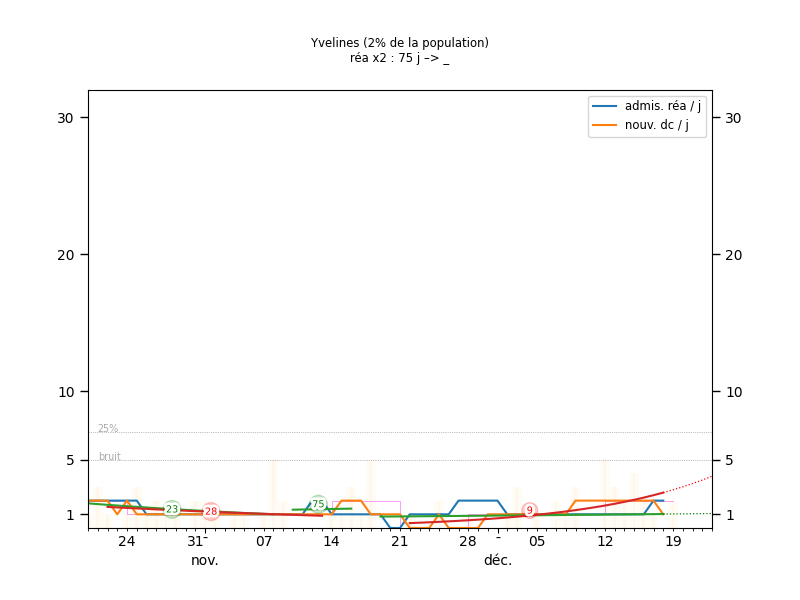 Yvelines (2% de la population)
réa x2 : 75 j –> _
admis. réa / j
nouv. dc / j
30 30
20 20
10 10
25%
bruit
5 5
1 1
23 28 75 9
24 31 07 14 21 28 05 12 19
nov. déc.